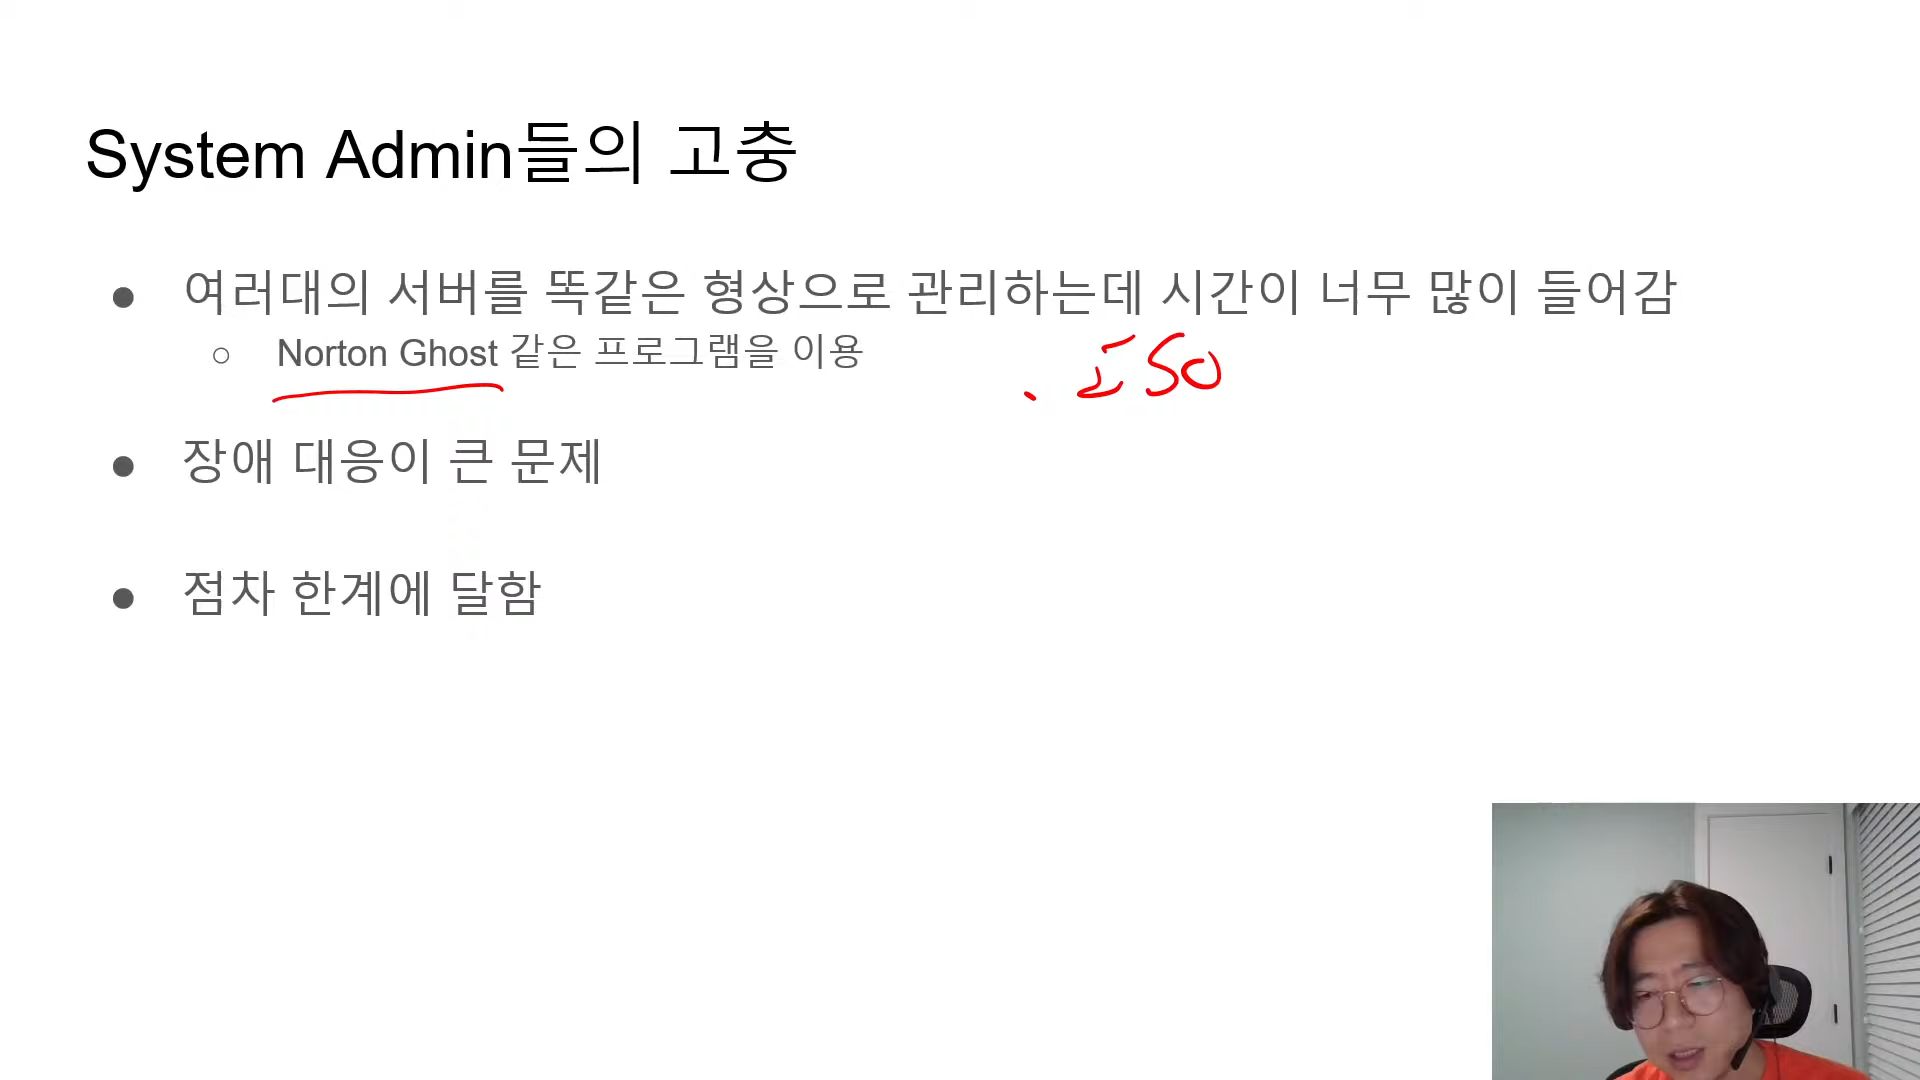 System Admin들의 고충
● 여러대의 서버를 똑같은 형상으로 관리하는데 시간이 너무 많이 들어감
○ Norton Ghost 같은 프로그램을 이용
. ISO
● 장애 대응이 큰 문제
● 점차 한계에 달함